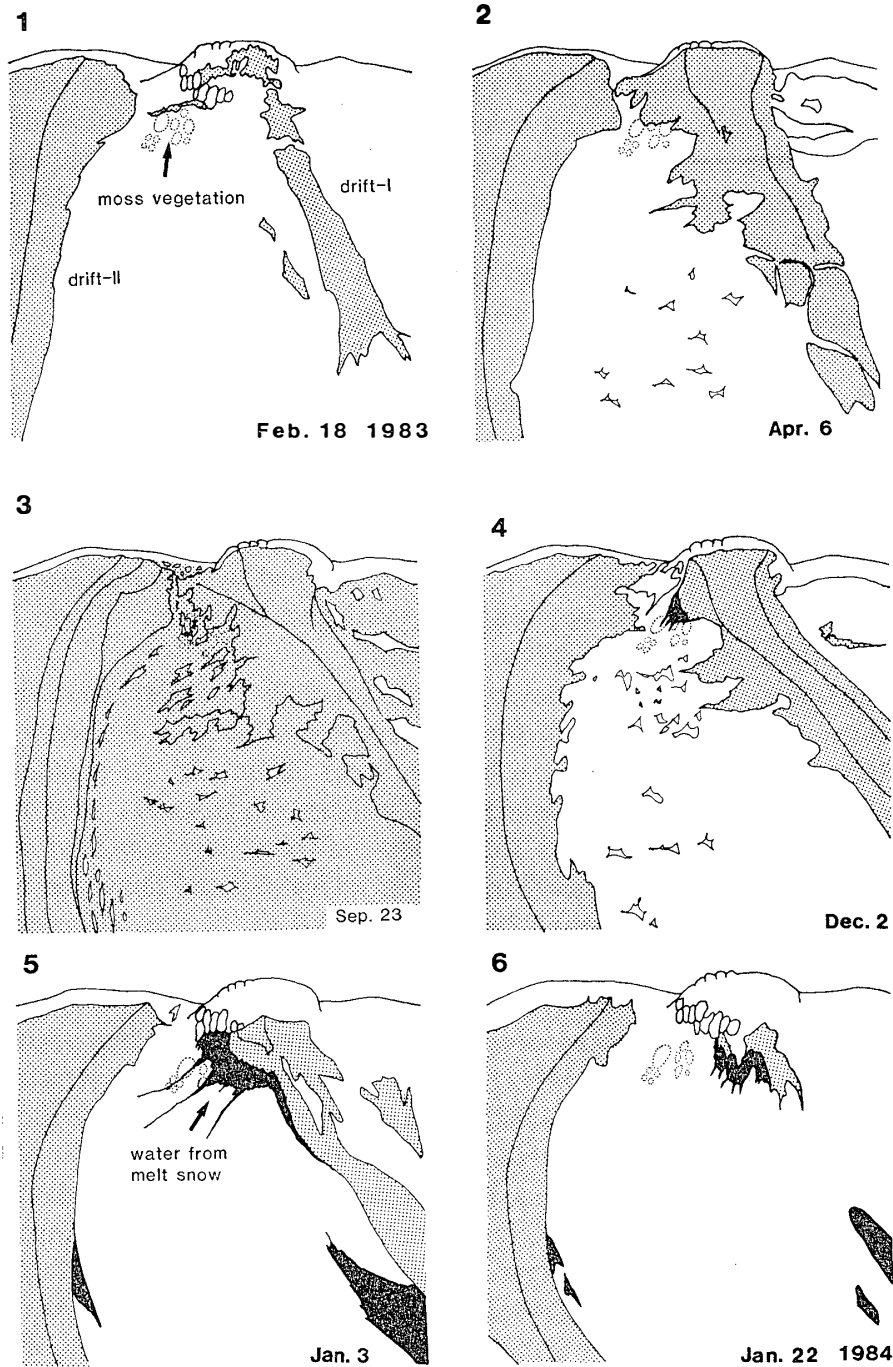 1
moss vegetation
drift-I
drift-II
Feb. 18 1983
2
Apr. 6
3
Sep. 23
4
Dec. 2
5
water from
melt snow
Jan. 3
6
Jan. 22 1984